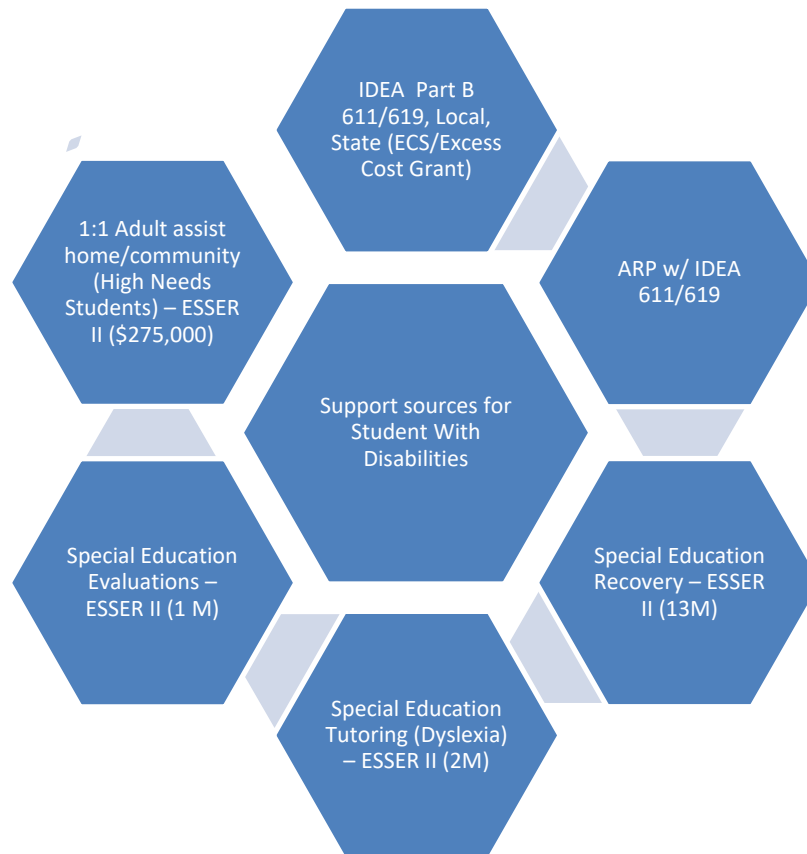 IDEA  Part B
611/619, Local,
State (ECS/Excess
Cost Grant)
ARP w/ IDEA
611/619
Special Education
Recovery – ESSER
II (13M)
Special Education
Tutoring (Dyslexia)
– ESSER II (2M)
Special Education
Evaluations –
ESSER II (1 M)
1:1 Adult assist
home/community
(High Needs
Students) – ESSER
II ($275,000)
Support sources for
Student With
Disabilities